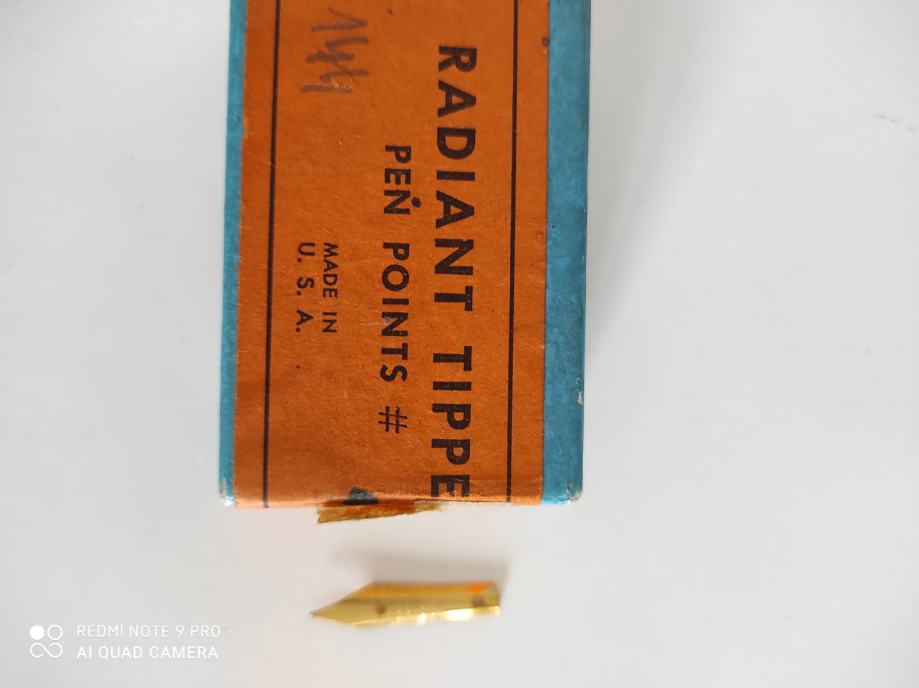 RADIANT TIPPE
PEN POINTS #
MADE IN
U. S. A.
144
REDMI NOTE 9 PRO
AI QUAD CAMERA